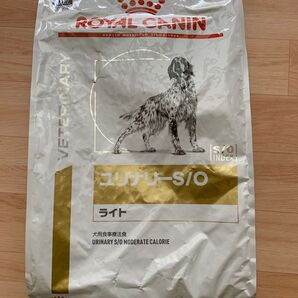 ROYAL CANIN
VETERINARY
S/O
INDEX
ユリナリーS/O
ライト
犬用食事療法食
URINARY S/O MODERATE CALORIE